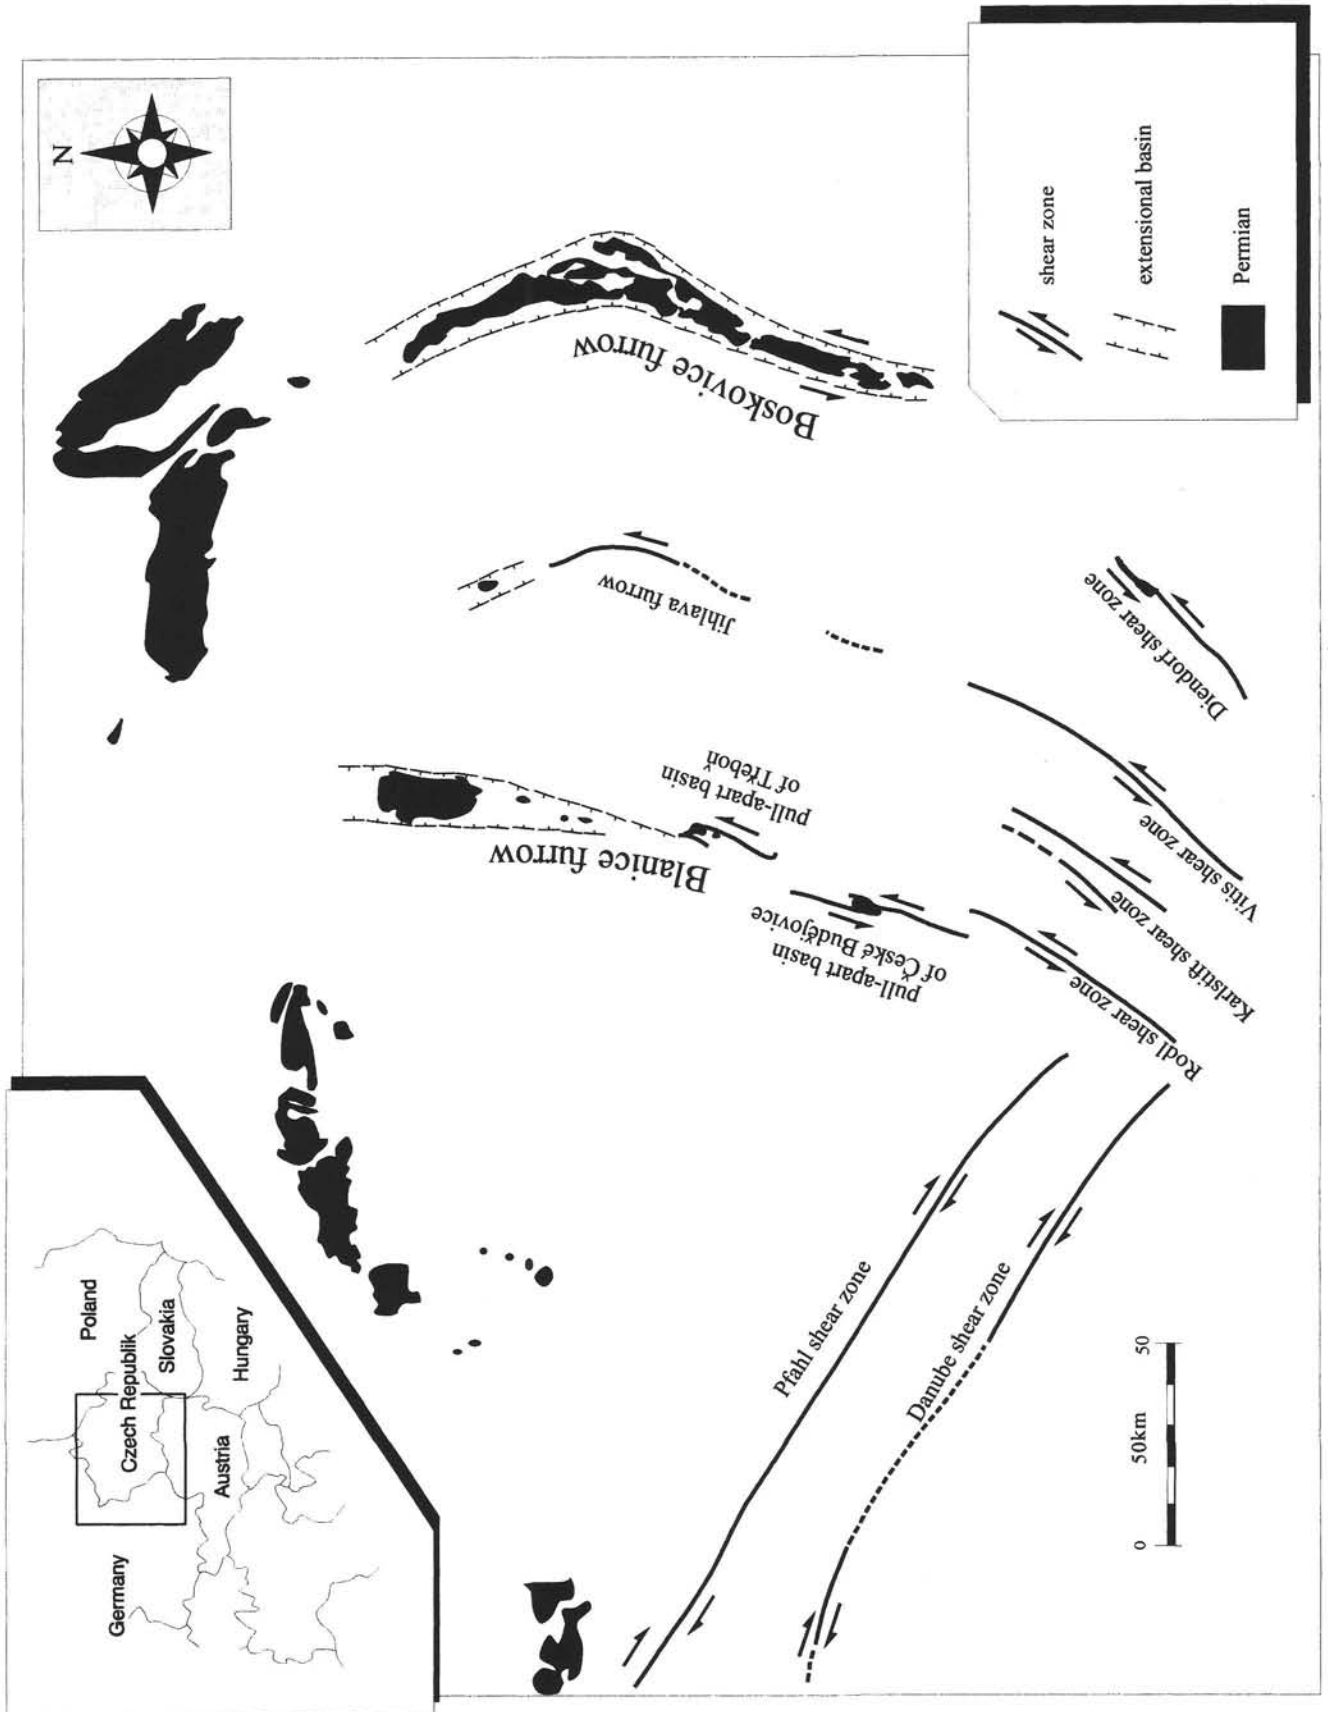 N
Poland
Czech Republik
Slovakia
Hungary
Germany
Austria
Boskovice furrow
Jihlava furrow
Blanice furrow
pull-apart basin
of Třeboň
pull-apart basin
of České Budějovice
Diendorf shear zone
Vitis shear zone
Karlstift shear zone
Rodl shear zone
Pfahl shear zone
Danube shear zone
0
50km
50
shear zone
extensional basin
Permian